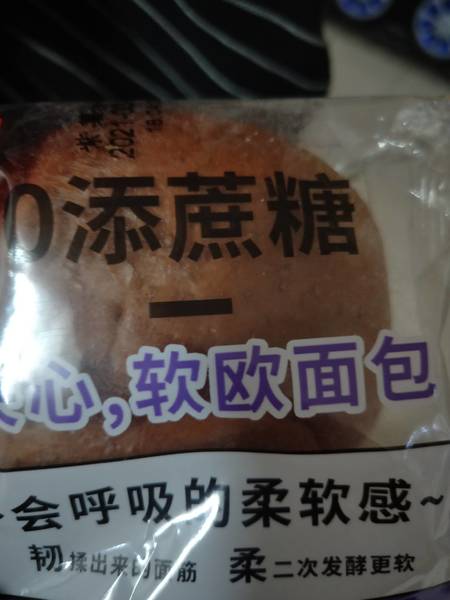 0添蔗糖
心,软欧面包
会呼吸的柔软感~
韧 揉出来的面筋 柔 二次发酵更软